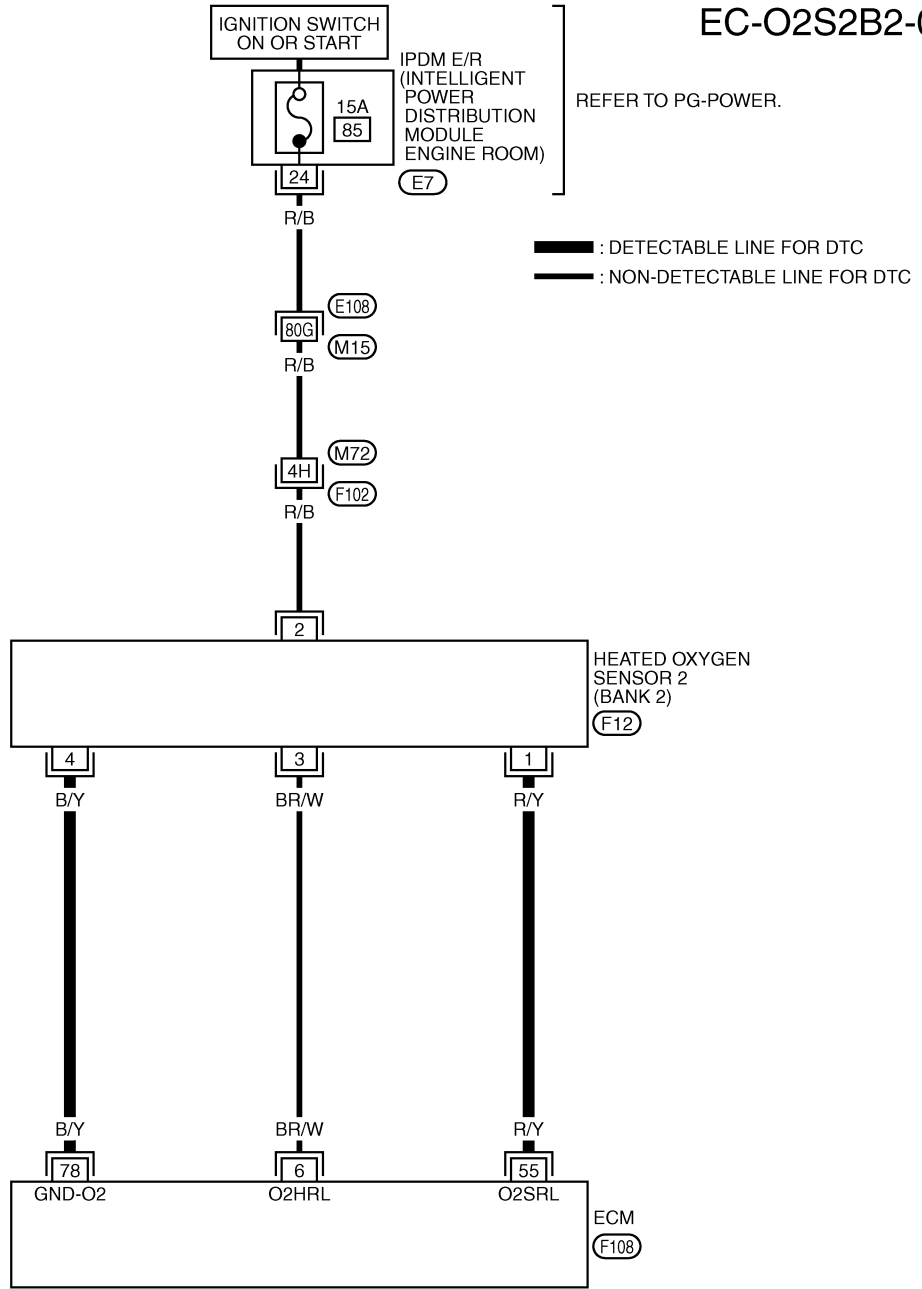 EC-O2S2B2-0
IGNITION SWITCH
ON OR START
IPDM E/R
(INTELLIGENT
POWER
DISTRIBUTION
MODULE
ENGINE ROOM)
15A
85
REFER TO PG-POWER.
24
E7
R/B
: DETECTABLE LINE FOR DTC
: NON-DETECTABLE LINE FOR DTC
E108
80G
M15
R/B
M72
4H
F102
R/B
2
HEATED OXYGEN
SENSOR 2
(BANK 2)
F12
4 3 1
B/Y BR/W R/Y
B/Y BR/W R/Y
78 6 55
GND-O2 O2HRL O2SRL
ECM
F108